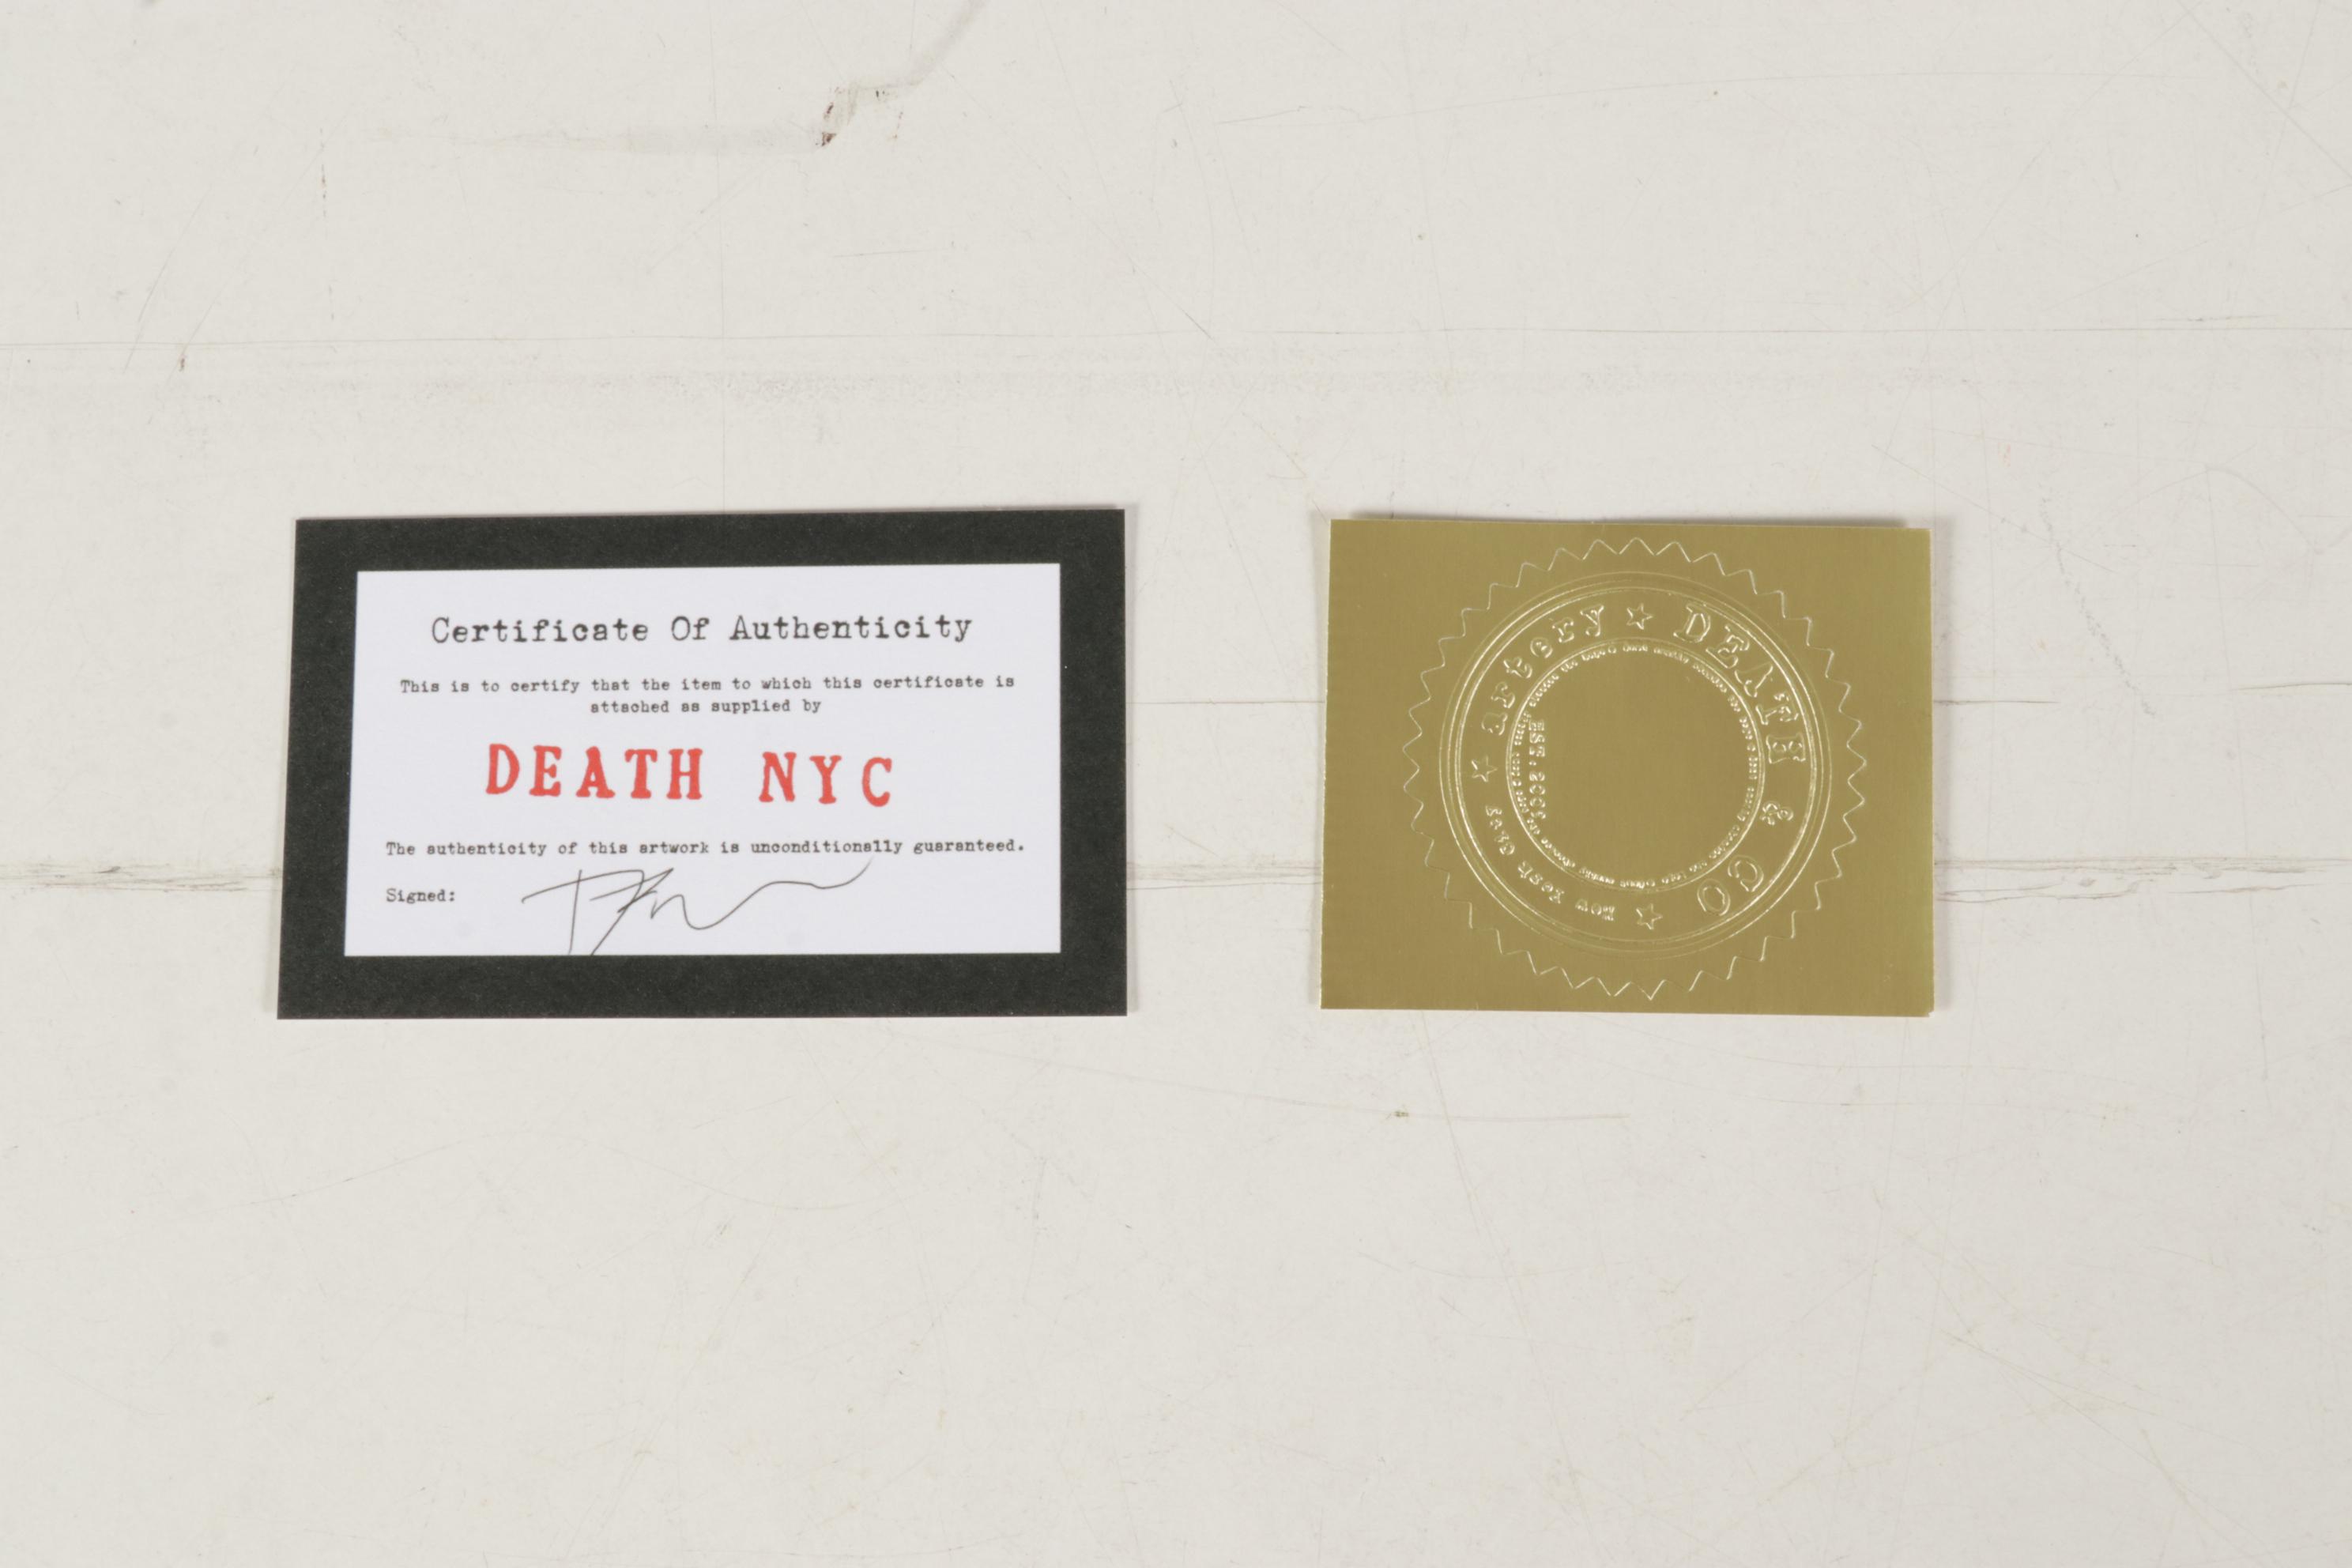 Certificate Of Authenticity
This is to certify that the item to which this certificate is
attached as supplied by
DEATH NYC
The authenticity of this artwork is unconditionally guaranteed.
Signed:
artery ★ DEATH & CO ★